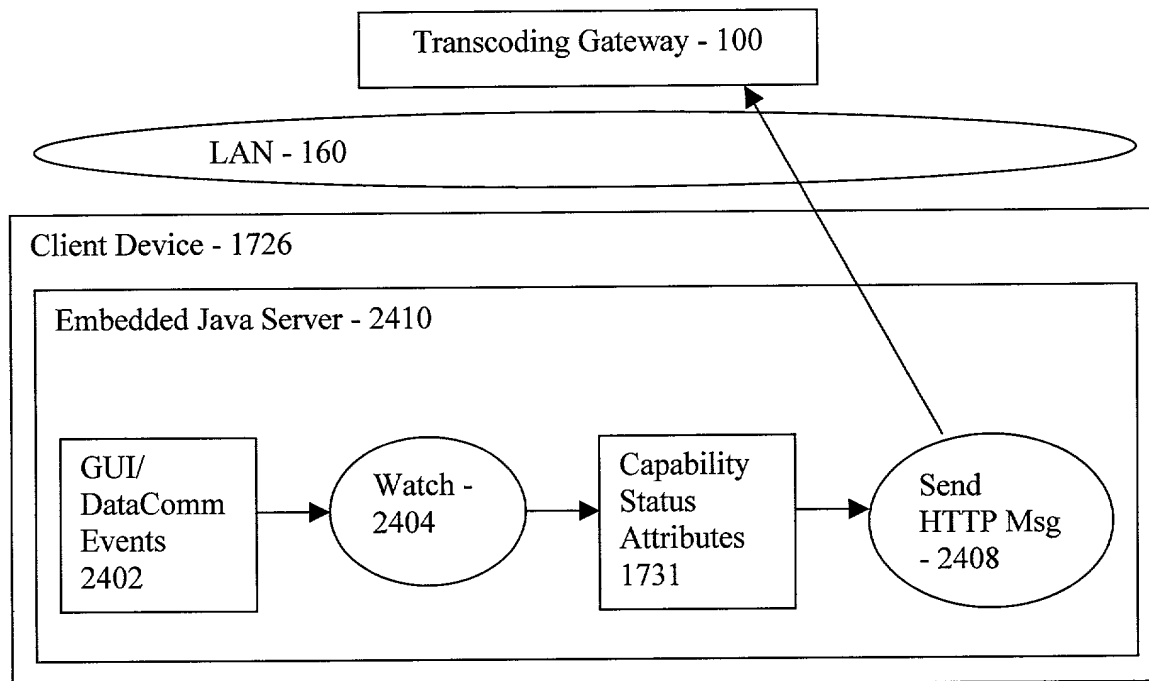 Transcoding Gateway - 100
LAN - 160
Client Device - 1726
Embedded Java Server - 2410
GUI/
DataComm
Events
2402
Watch -
2404
Capability
Status
Attributes
1731
Send
HTTP Msg
- 2408